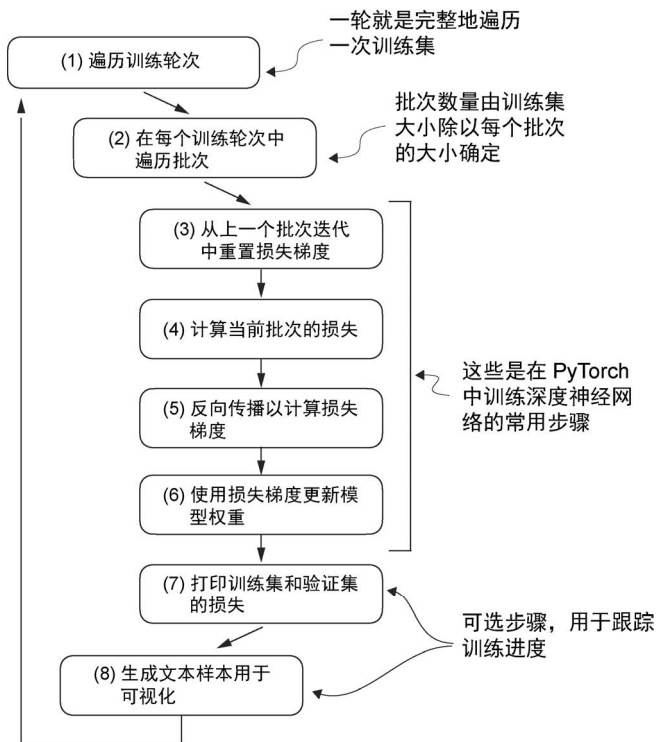 一轮就是完整地遍历
一次训练集
(1) 遍历训练轮次
批次数量由训练集
大小除以每个批次
的大小确定
(2) 在每个训练轮次中
遍历批次
(3) 从上一个批次迭代
中重置损失梯度
(4) 计算当前批次的损失
这些是在 PyTorch
中训练深度神经网
络的常用步骤
(5) 反向传播以计算损失
梯度
(6) 使用损失梯度更新模
型权重
(7) 打印训练集和验证集
的损失
可选步骤，用于跟踪
训练进度
(8) 生成文本样本用于
可视化